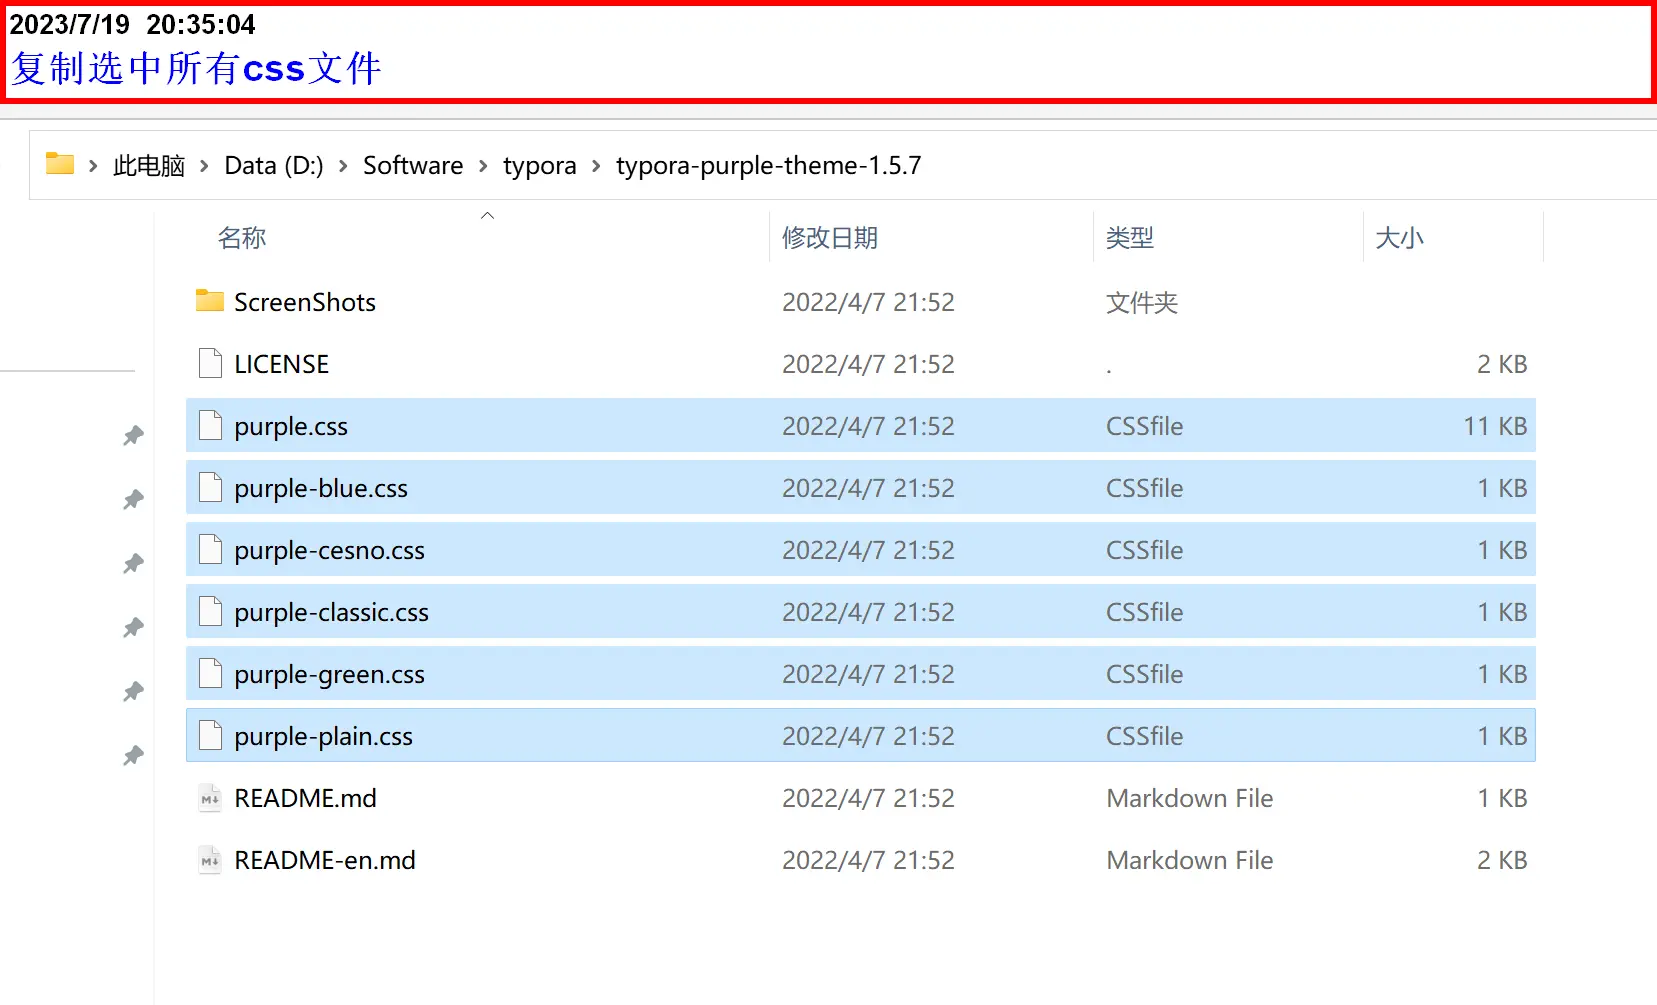 2023/7/19 20:35:04
复制选中所有css文件
此电脑 › Data (D:) › Software › typora › typora-purple-theme-1.5.7
名称 修改日期 类型 大小
ScreenShots 2022/4/7 21:52 文件夹
LICENSE 2022/4/7 21:52 . 2 KB
purple.css 2022/4/7 21:52 CSSfile 11 KB
purple-blue.css 2022/4/7 21:52 CSSfile 1 KB
purple-cesno.css 2022/4/7 21:52 CSSfile 1 KB
purple-classic.css 2022/4/7 21:52 CSSfile 1 KB
purple-green.css 2022/4/7 21:52 CSSfile 1 KB
purple-plain.css 2022/4/7 21:52 CSSfile 1 KB
README.md 2022/4/7 21:52 Markdown File 1 KB
README-en.md 2022/4/7 21:52 Markdown File 2 KB